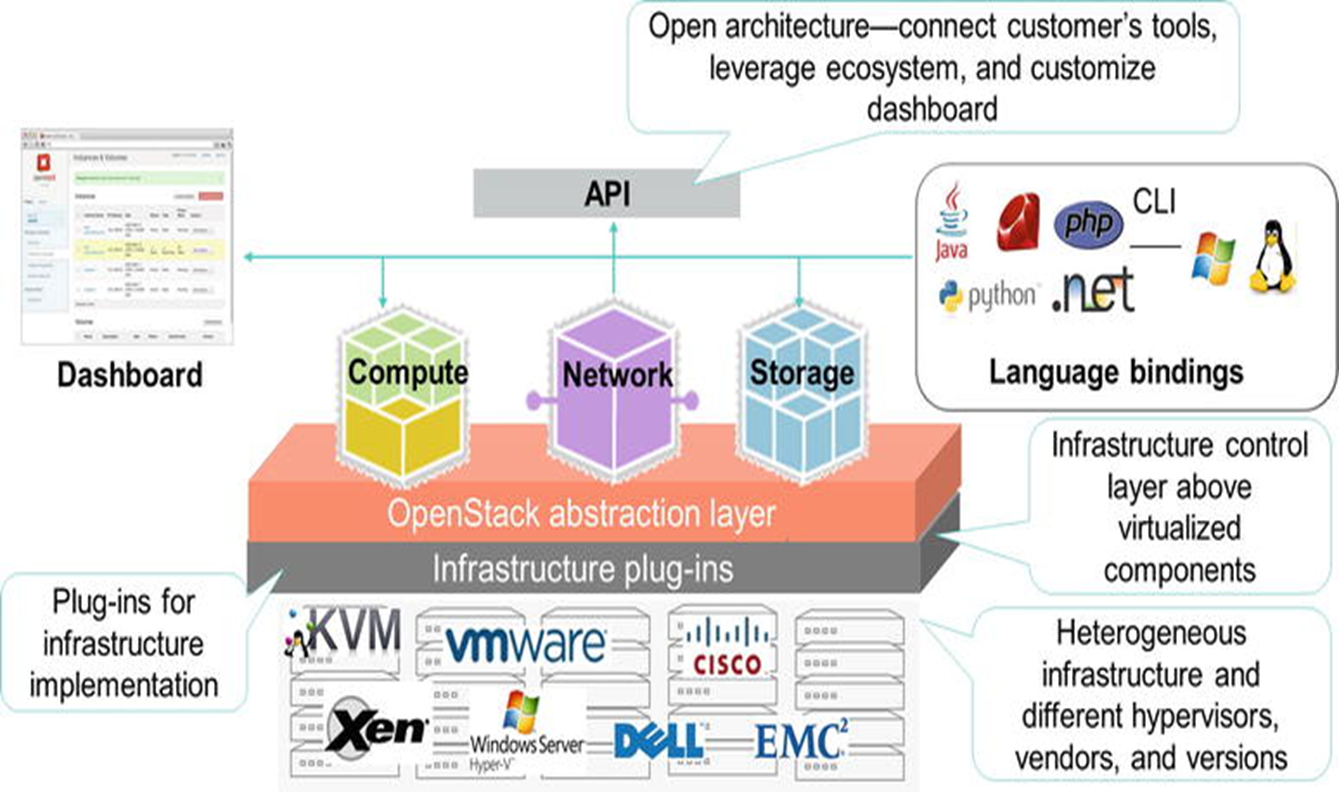 Open architecture—connect customer's tools,
leverage ecosystem, and customize
dashboard
Instances & Volumes
API
Java
php
CLI
python
.net
Dashboard
Compute
Network
Storage
Language bindings
OpenStack abstraction layer
Infrastructure plug-ins
Infrastructure control
layer above
virtualized
components
Plug-ins for
infrastructure
implementation
KVM
vmware
CISCO
Xen
Windows Server
Hyper-V
DELL
EMC²
Heterogeneous
infrastructure and
different hypervisors,
vendors, and versions